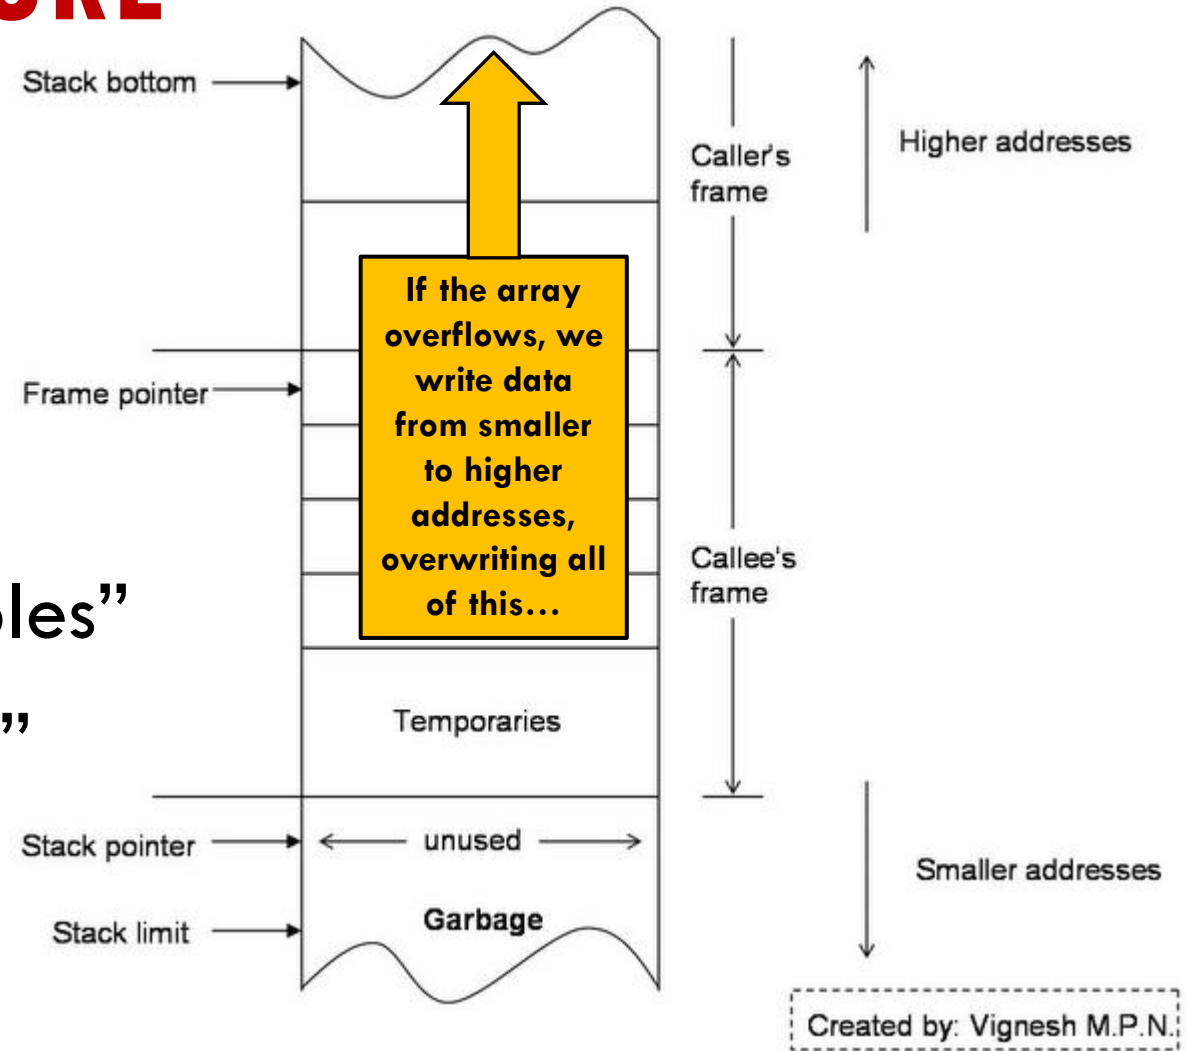 Stack bottom
Higher addresses
Caller's
frame
If the array
overflows, we
write data
from smaller
to higher
addresses,
overwriting all
of this...
Frame pointer
Callee's
frame
Temporaries
Stack pointer
unused
Smaller addresses
Garbage
Stack limit
Created by: Vignesh M.P.N.